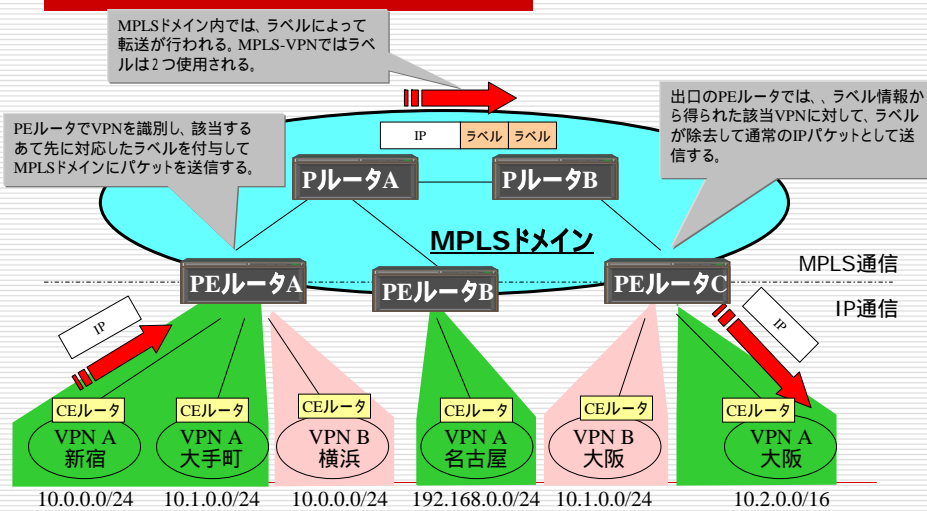 MPLSドメイン内では、ラベルによって
転送が行われる。MPLS-VPNではラベ
ルは2つ使用される。
出口のPEルータでは、、ラベル情報か
ら得られた該当VPNに対して、ラベル
が除去して通常のIPパケットとして送
信する。
PEルータでVPNを識別し、該当する
あて先に対応したラベルを付与して
MPLSドメインにパケットを送信する。
IP ラベル ラベル
PルータA PルータB
MPLSドメイン
MPLS通信
PEルータA PEルータB PEルータC
IP通信
IP IP
CEルータ CEルータ CEルータ CEルータ CEルータ CEルータ
VPN A VPN A VPN B VPN A VPN B VPN A
新宿 大手町 横浜 名古屋 大阪 大阪
10.0.0.0/24 10.1.0.0/24 10.0.0.0/24 192.168.0.0/24 10.1.0.0/24 10.2.0.0/16